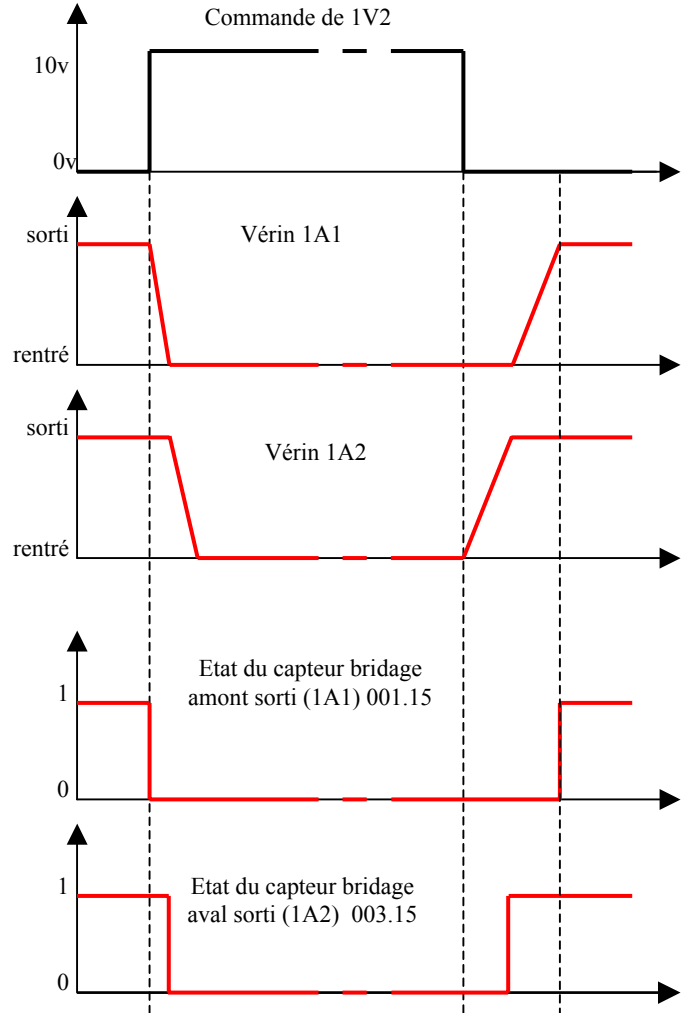 Commande de 1V2
10v
0v
sorti
Vérin 1A1
rentré
sorti
Vérin 1A2
rentré
Etat du capteur bridage
amont sorti (1A1) 001.15
1
0
Etat du capteur bridage
aval sorti (1A2) 003.15
1
0